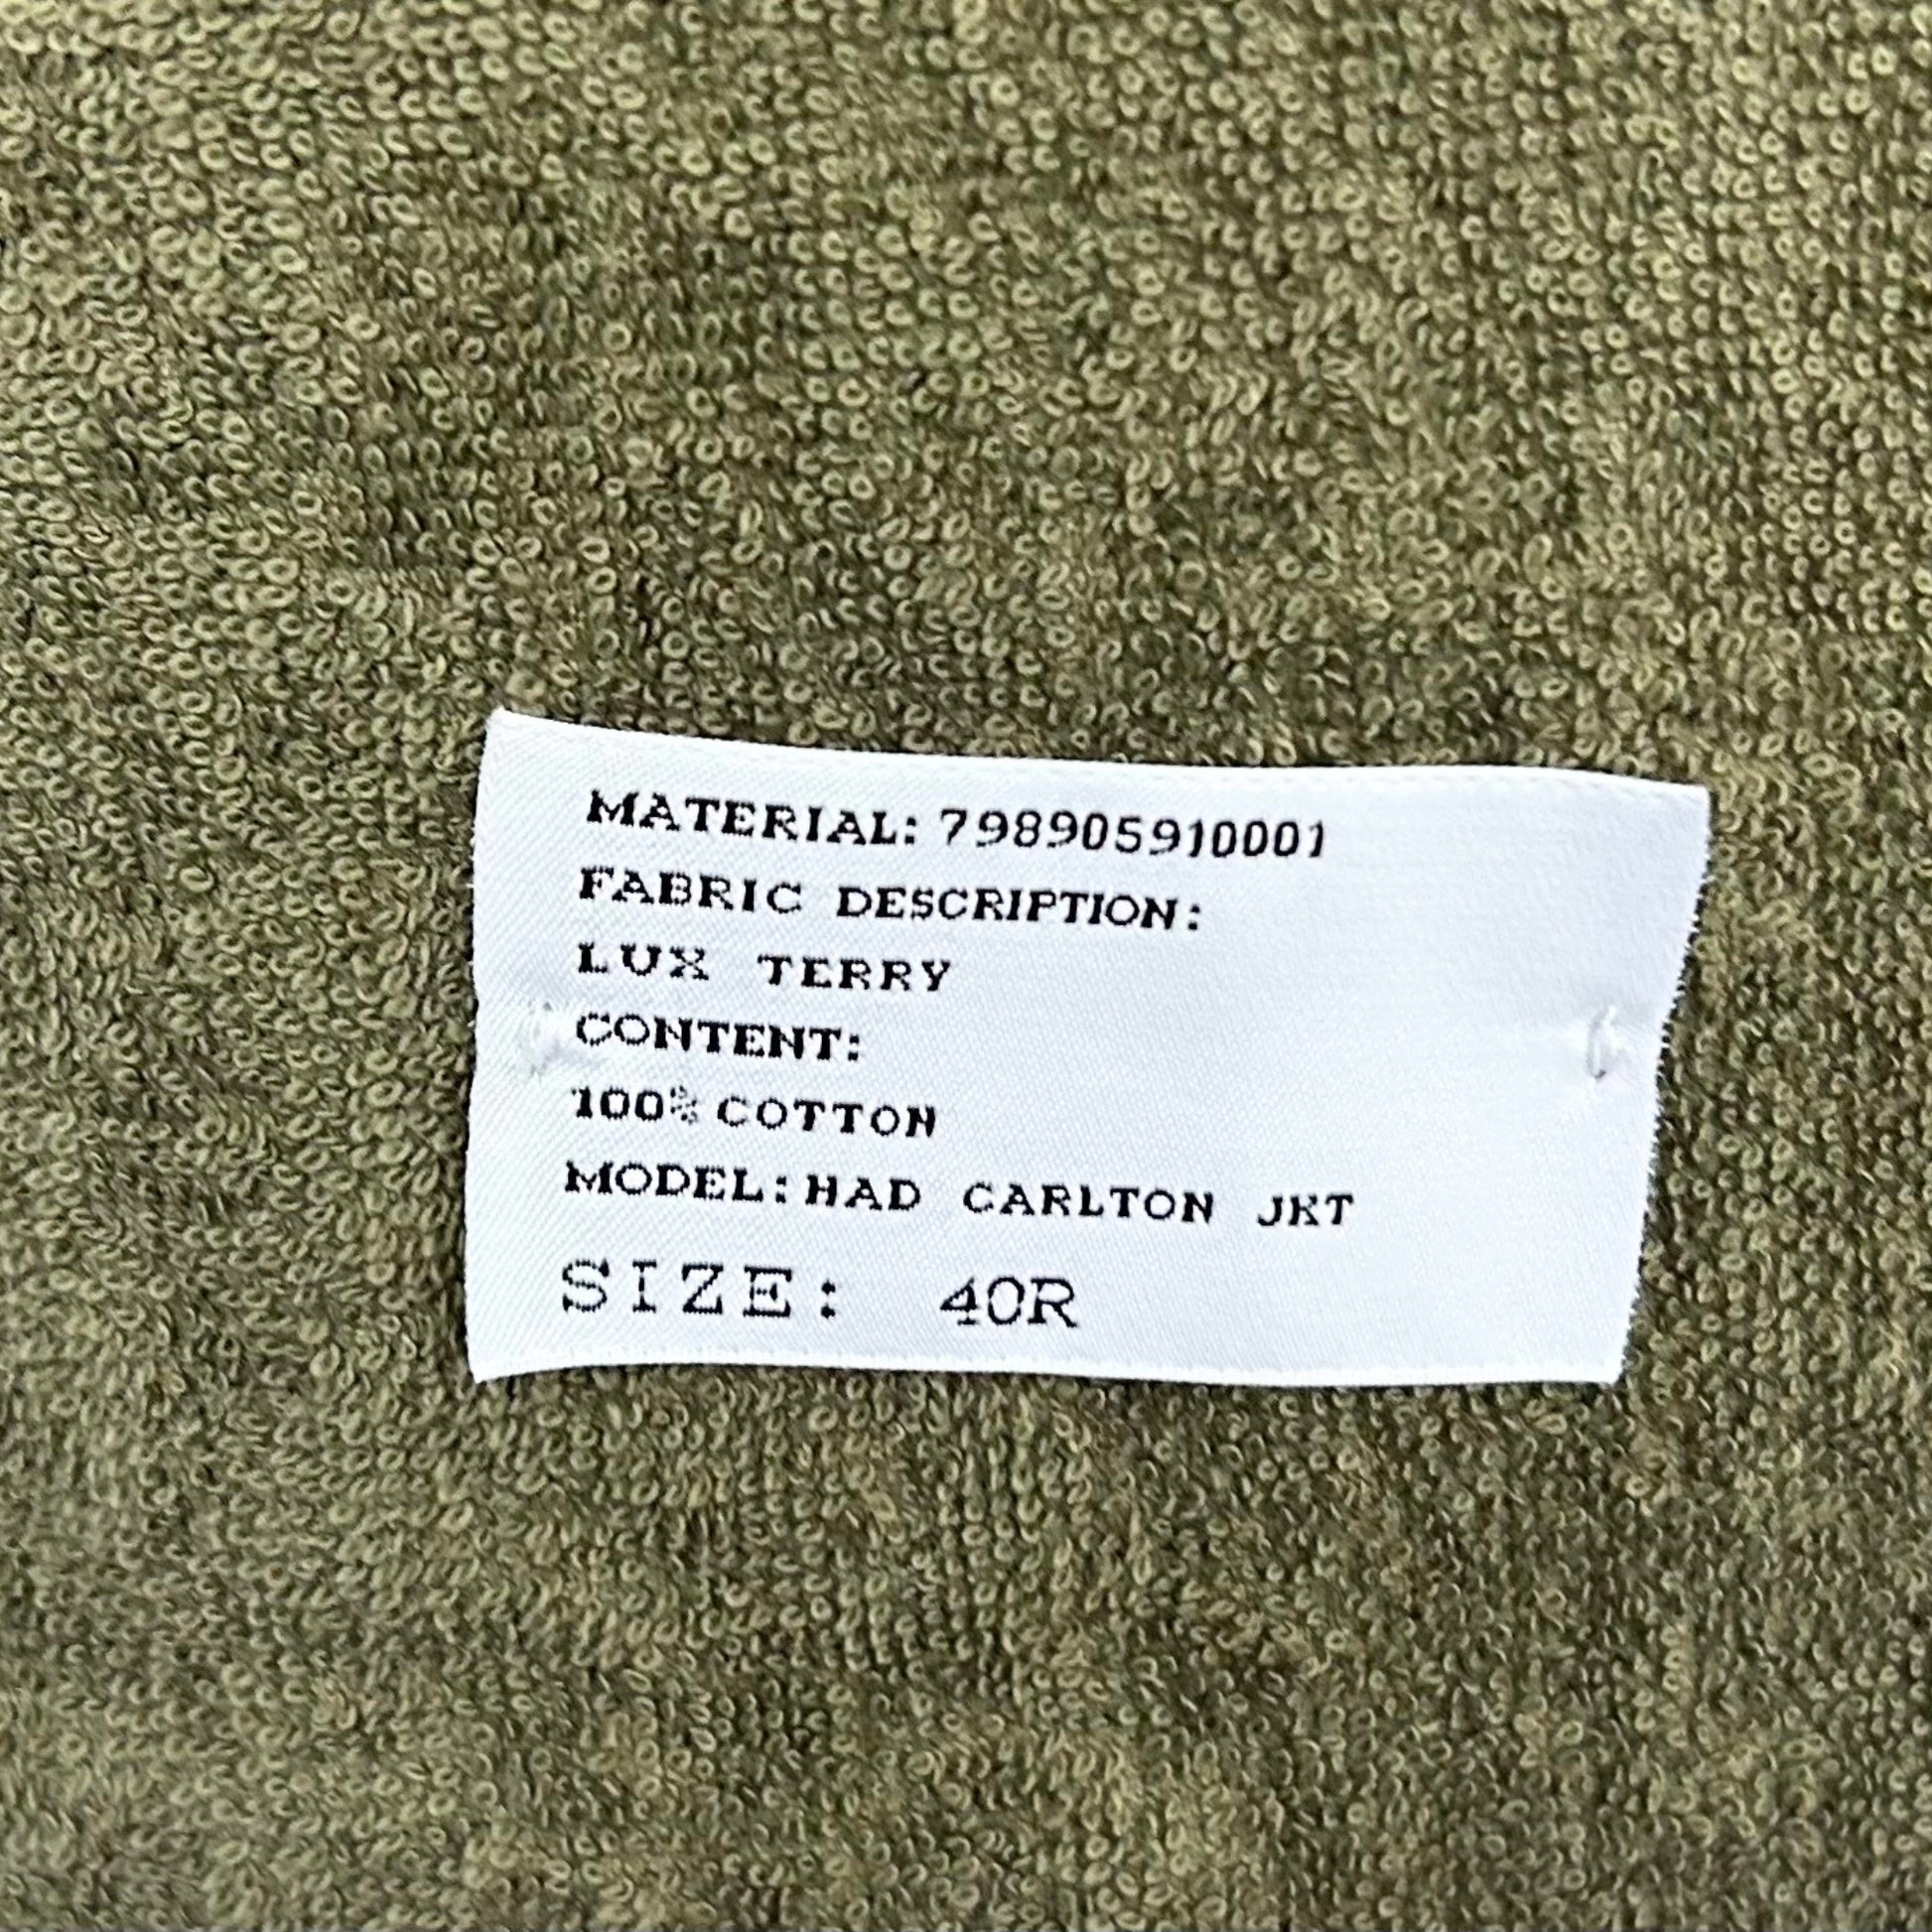 MATERIAL: 798905910001
FABRIC DESCRIPTION:
LUX TERRY
CONTENT:
100% COTTON
MODEL: HAD CARLTON JKT
SIZE: 40R